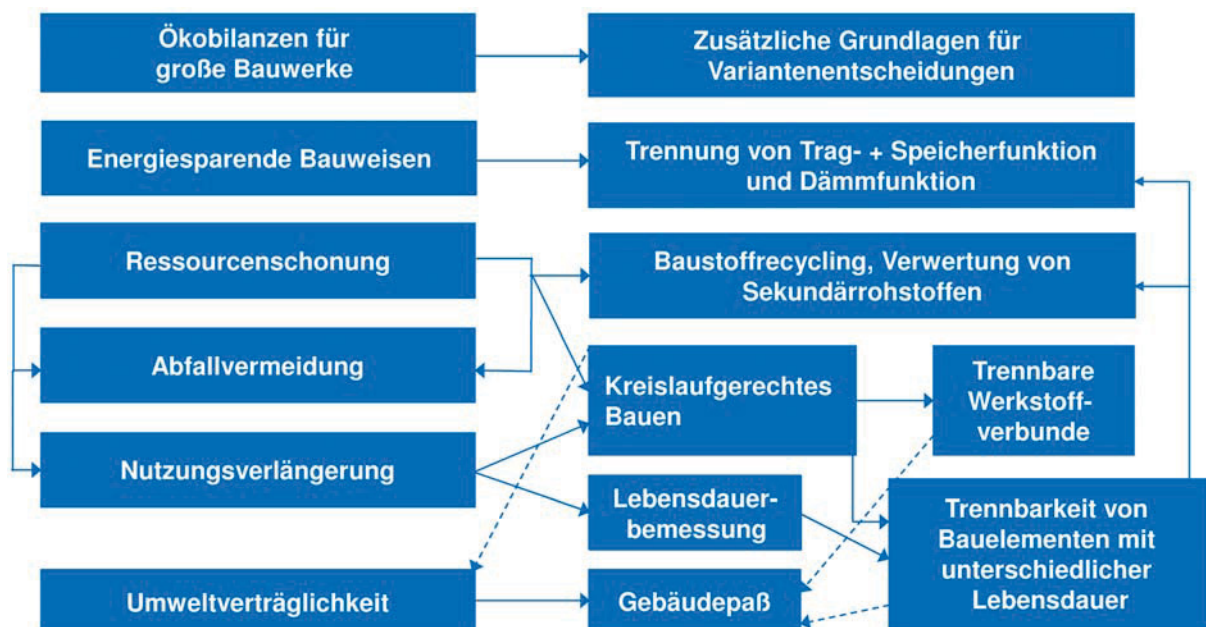 Ökobilanzen für
große Bauwerke
Zusätzliche Grundlagen für
Variantenentscheidungen
Energiesparende Bauweisen
Trennung von Trag- + Speicherfunktion
und Dämmfunktion
Ressourcenschonung
Baustoffrecycling, Verwertung von
Sekundärrohstoffen
Abfallvermeidung
Kreislaufgerechtes
Bauen
Trennbare
Werkstoff-
verbunde
Nutzungsverlängerung
Lebensdauer-
bemessung
Trennbarkeit von
Bauelementen mit
unterschiedlicher
Lebensdauer
Umweltverträglichkeit
Gebäudepaß